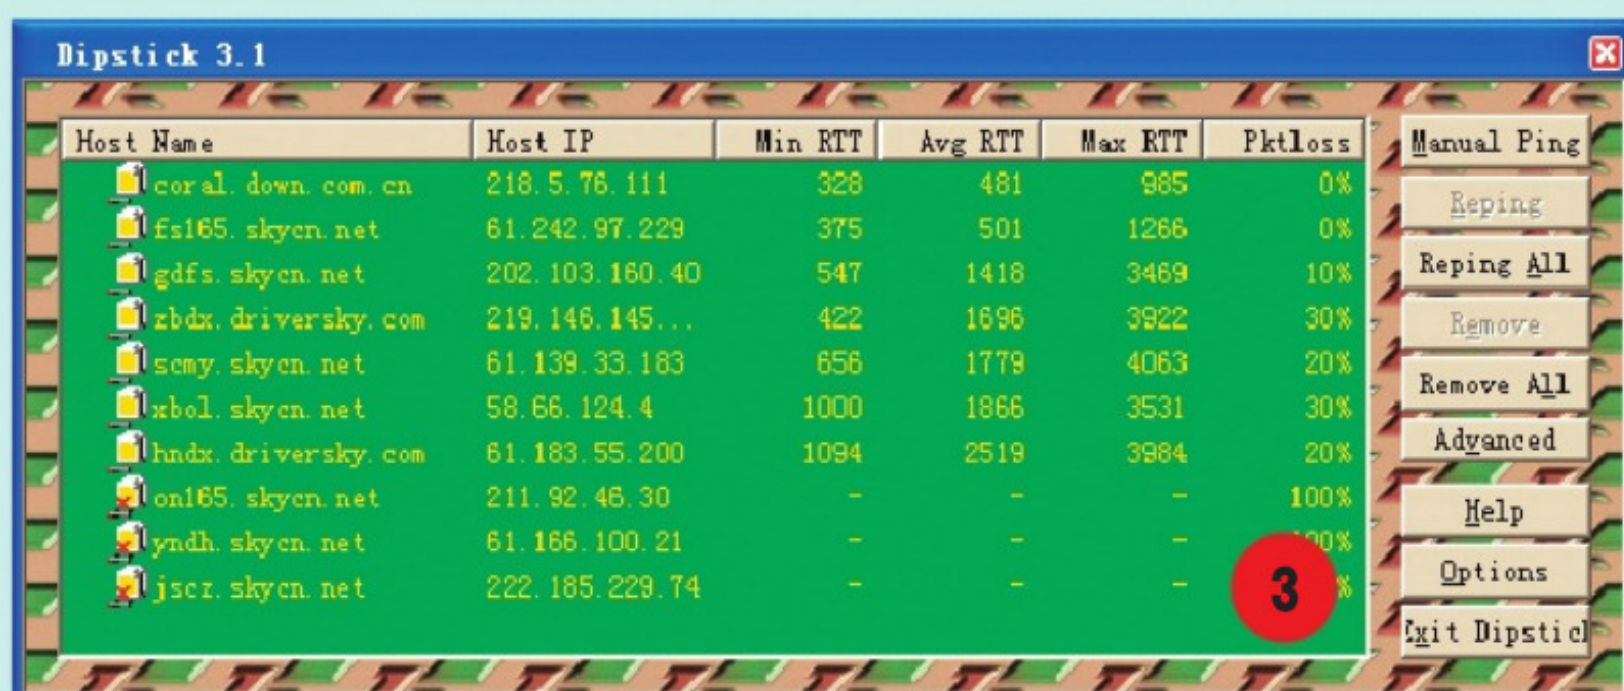 Dipstick 3.1
Host Name Host IP Min RTT Avg RTT Max RTT Pktloss
coral.down.com.cn 218.5.76.111 328 481 985 0%
fs165.skycn.net 61.242.97.229 375 501 1266 0%
gdfs.skycn.net 202.103.160.40 547 1418 3469 10%
zbdx.driversky.com 219.146.145... 422 1696 3922 30%
scmy.skycn.net 61.139.33.183 656 1779 4063 20%
xbol.skycn.net 58.66.124.4 1000 1866 3531 30%
hndx.driversky.com 61.183.55.200 1094 2519 3984 20%
on165.skycn.net 211.92.46.30 - - - 100%
yndh.skycn.net 61.166.100.21 - - -
jscz.skycn.net 222.185.229.74 - - -
3
Manual Ping
Reping
Reping All
Remove
Remove All
Advanced
Help
Options
Exit Dipstick